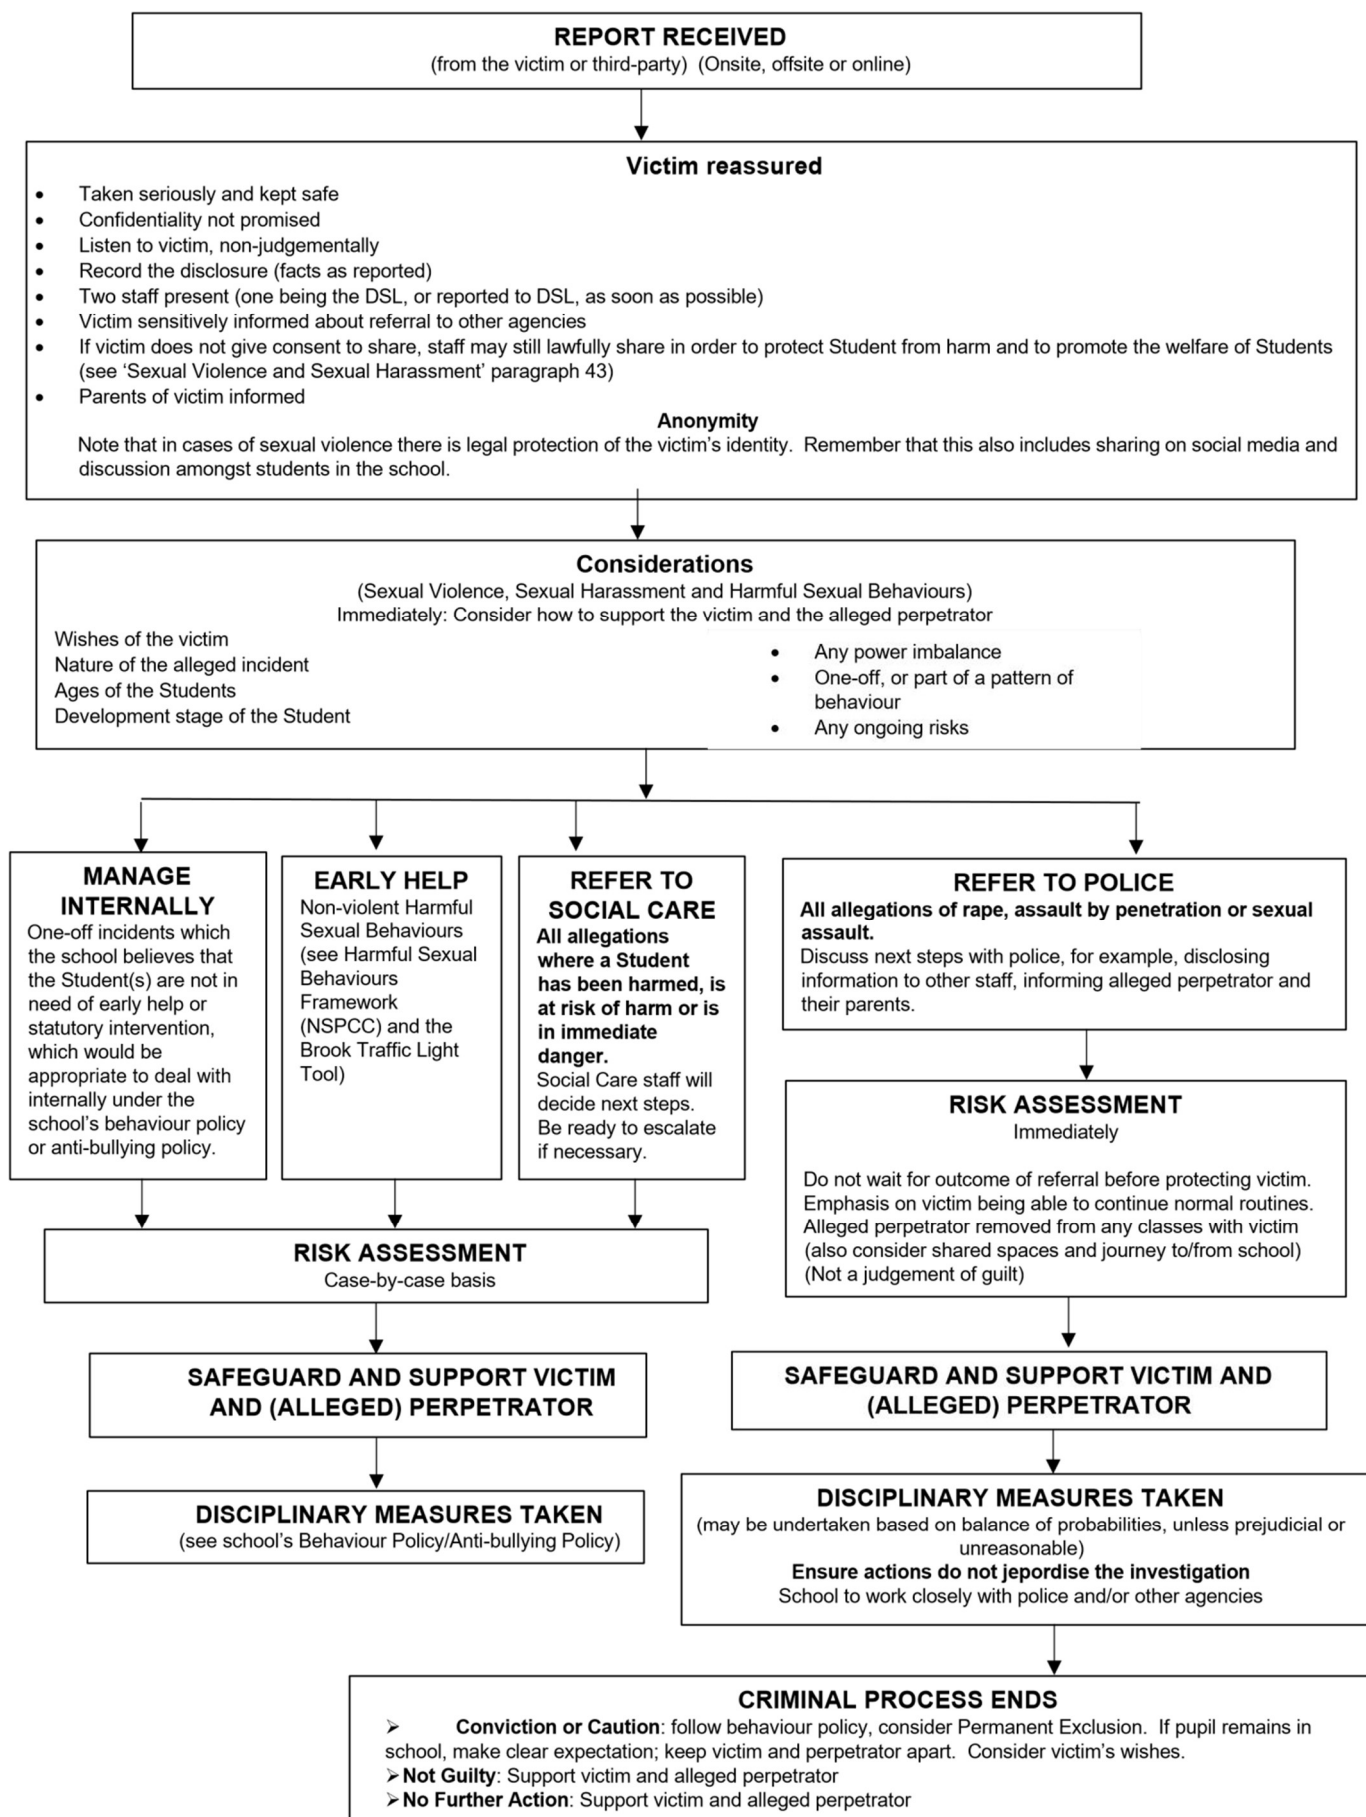 REPORT RECEIVED
(from the victim or third-party)  (Onsite, offsite or online)
Victim reassured
• Taken seriously and kept safe
• Confidentiality not promised
• Listen to victim, non-judgementally
• Record the disclosure (facts as reported)
• Two staff present (one being the DSL, or reported to DSL, as soon as possible)
• Victim sensitively informed about referral to other agencies
• If victim does not give consent to share, staff may still lawfully share in order to protect Student from harm and to promote the welfare of Students
(see ‘Sexual Violence and Sexual Harassment’ paragraph 43)
• Parents of victim informed
Anonymity
Note that in cases of sexual violence there is legal protection of the victim’s identity.  Remember that this also includes sharing on social media and
discussion amongst students in the school.
Considerations
(Sexual Violence, Sexual Harassment and Harmful Sexual Behaviours)
Immediately: Consider how to support the victim and the alleged perpetrator
Wishes of the victim
Nature of the alleged incident
Ages of the Students
Development stage of the Student
• Any power imbalance
• One-off, or part of a pattern of
behaviour
• Any ongoing risks
MANAGE
INTERNALLY
One-off incidents which
the school believes that
the Student(s) are not in
need of early help or
statutory intervention,
which would be
appropriate to deal with
internally under the
school’s behaviour policy
or anti-bullying policy.
EARLY HELP
Non-violent Harmful
Sexual Behaviours
(see Harmful Sexual
Behaviours
Framework
(NSPCC) and the
Brook Traffic Light
Tool)
REFER TO
SOCIAL CARE
All allegations
where a Student
has been harmed, is
at risk of harm or is
in immediate
danger.
Social Care staff will
decide next steps.
Be ready to escalate
if necessary.
REFER TO POLICE
All allegations of rape, assault by penetration or sexual
assault.
Discuss next steps with police, for example, disclosing
information to other staff, informing alleged perpetrator and
their parents.
RISK ASSESSMENT
Case-by-case basis
SAFEGUARD AND SUPPORT VICTIM
AND (ALLEGED) PERPETRATOR
DISCIPLINARY MEASURES TAKEN
(see school’s Behaviour Policy/Anti-bullying Policy)
RISK ASSESSMENT
Immediately
Do not wait for outcome of referral before protecting victim.
Emphasis on victim being able to continue normal routines.
Alleged perpetrator removed from any classes with victim
(also consider shared spaces and journey to/from school)
(Not a judgement of guilt)
SAFEGUARD AND SUPPORT VICTIM AND
(ALLEGED) PERPETRATOR
DISCIPLINARY MEASURES TAKEN
(may be undertaken based on balance of probabilities, unless prejudicial or
unreasonable)
Ensure actions do not jepordise the investigation
School to work closely with police and/or other agencies
CRIMINAL PROCESS ENDS
➢ Conviction or Caution: follow behaviour policy, consider Permanent Exclusion.  If pupil remains in
school, make clear expectation; keep victim and perpetrator apart.  Consider victim’s wishes.
➢ Not Guilty: Support victim and alleged perpetrator
➢ No Further Action: Support victim and alleged perpetrator